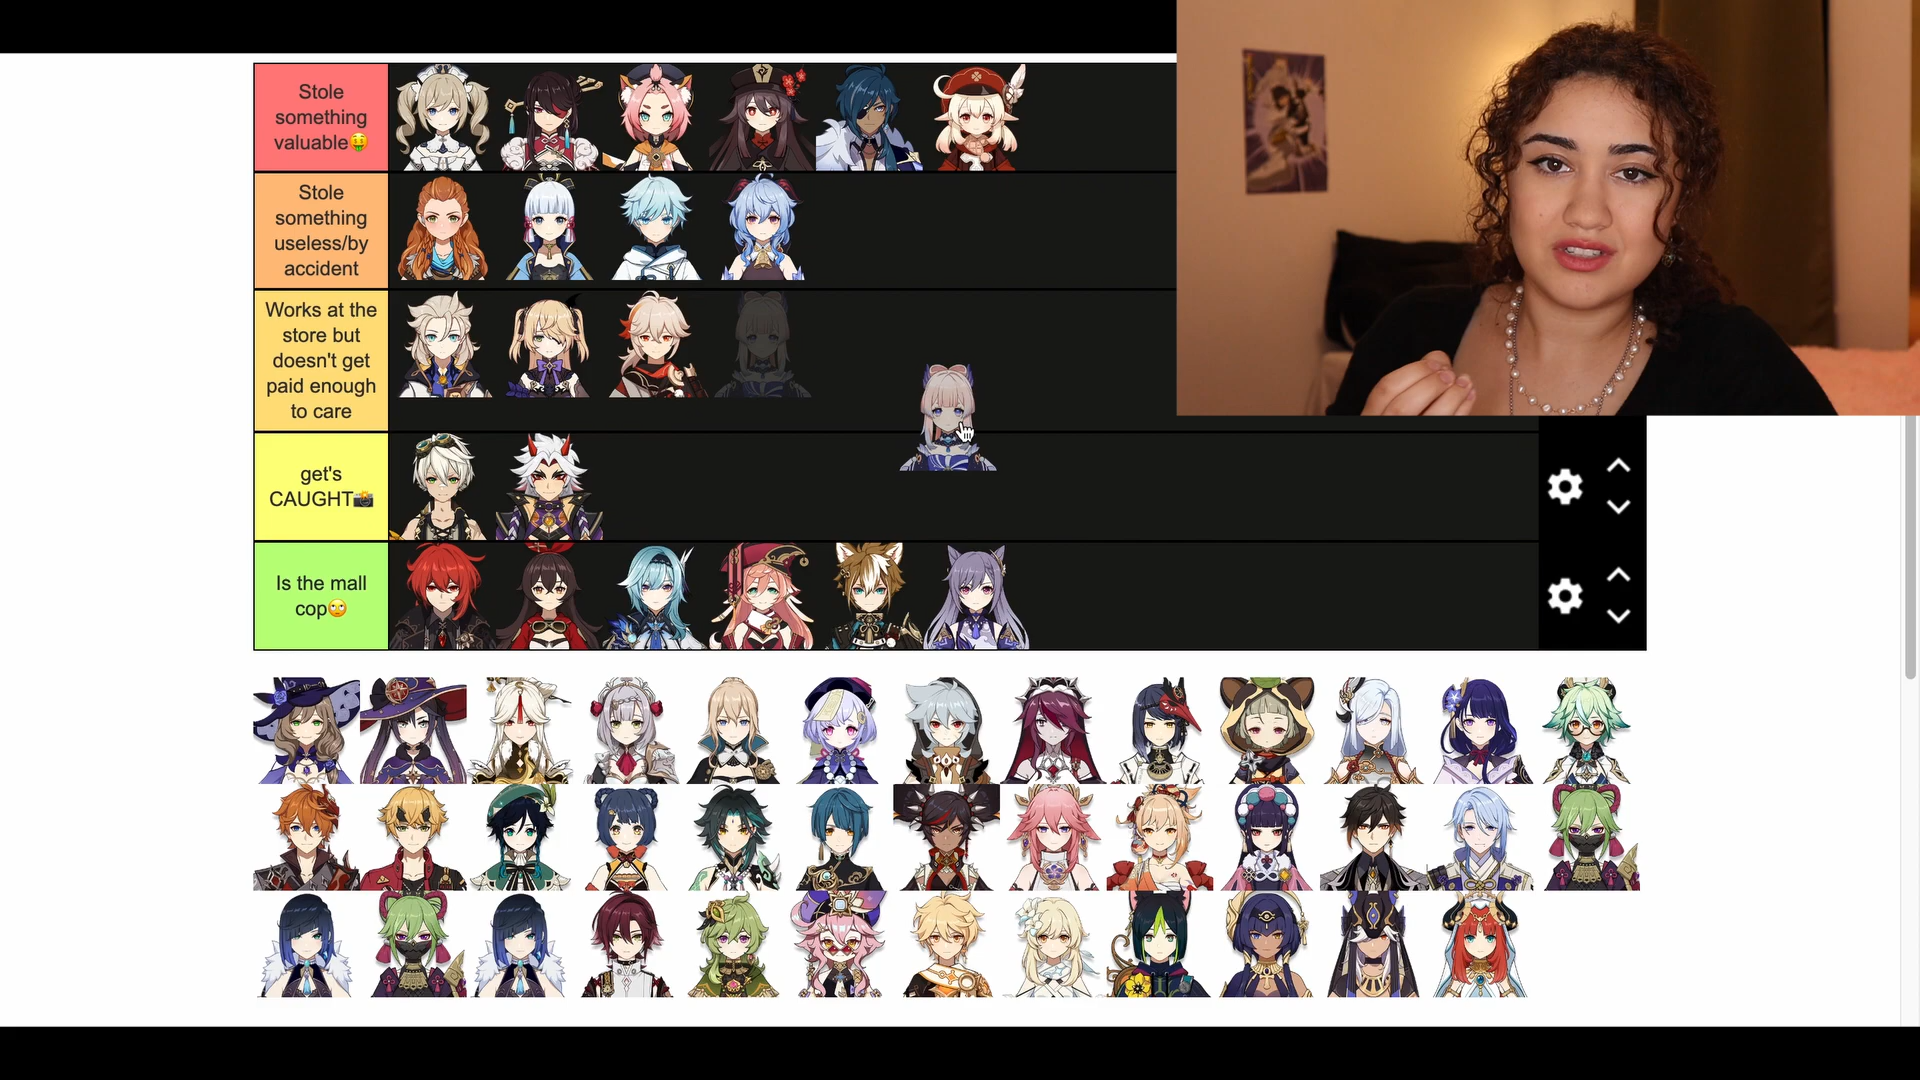 Stole
something
valuable🤑
Stole
something
useless/by
accident
Works at the
store but
doesn't get
paid enough
to care
get's
CAUGHT📸
Is the mall
cop🙄